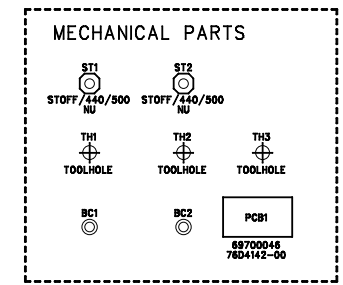 MECHANICAL PARTS
ST1 ST2
STOFF/440/500 STOFF/440/500
NU NU
TH1 TH2 TH3
TOOLHOLE TOOLHOLE TOOLHOLE
BC1 BC2 PCB1
69700046
76D4142-00